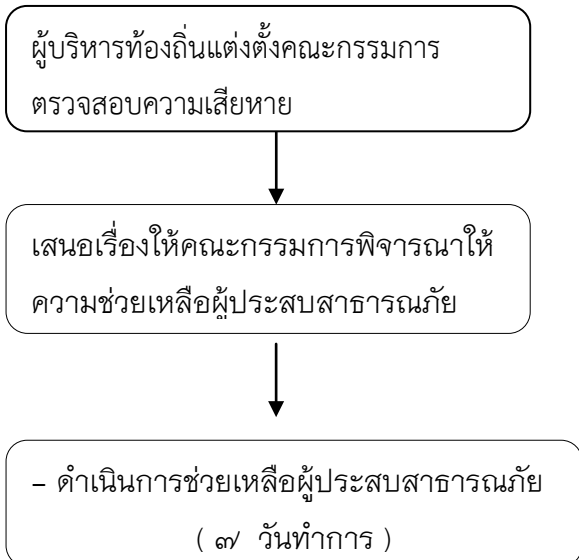 ผู้บริหารท้องถิ่นแต่งตั้งคณะกรรมการ
ตรวจสอบความเสียหาย
เสนอเรื่องให้คณะกรรมการพิจารณาให้
ความช่วยเหลือผู้ประสบสาธารณภัย
– ดำเนินการช่วยเหลือผู้ประสบสาธารณภัย
( ๗ วันทำการ )